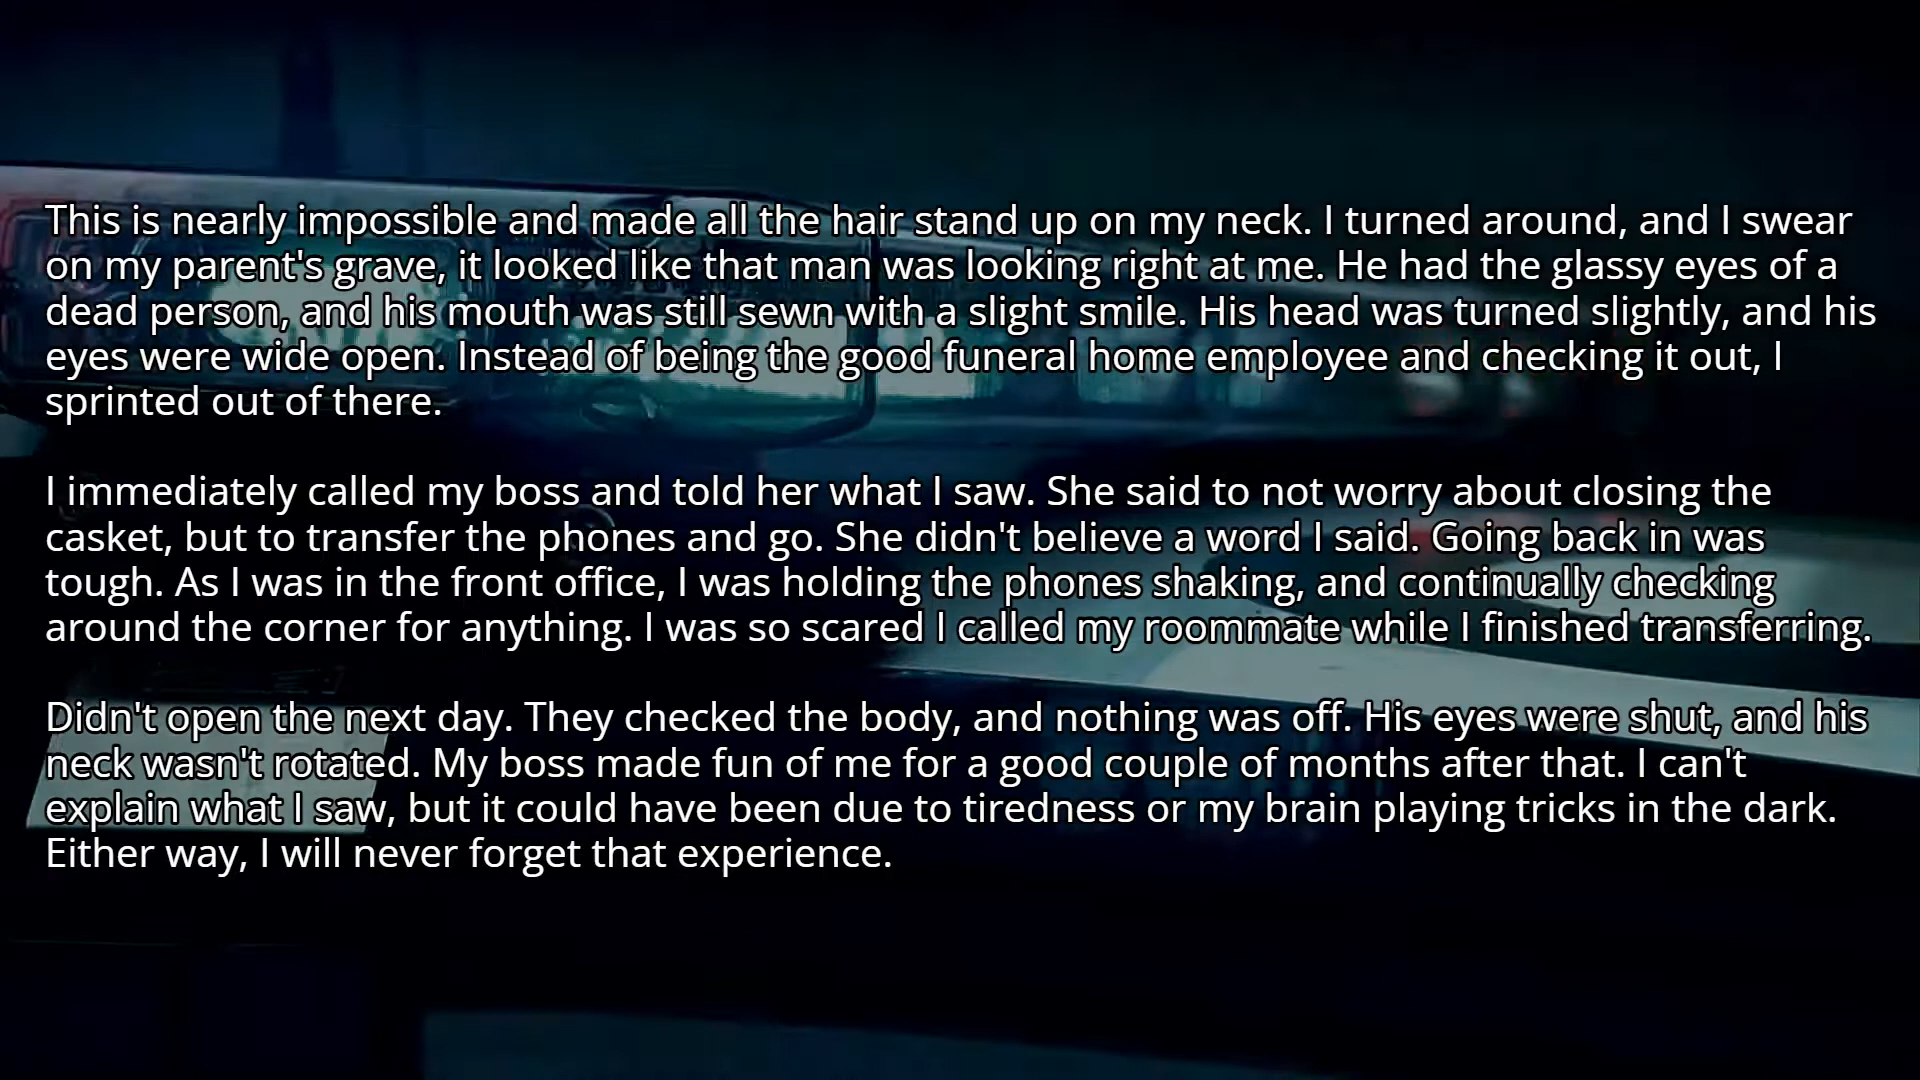 This is nearly impossible and made all the hair stand up on my neck. I turned around, and I swear
on my parent's grave, it looked like that man was looking right at me. He had the glassy eyes of a
dead person, and his mouth was still sewn with a slight smile. His head was turned slightly, and his
eyes were wide open. Instead of being the good funeral home employee and checking it out, I
sprinted out of there.
I immediately called my boss and told her what I saw. She said to not worry about closing the
casket, but to transfer the phones and go. She didn't believe a word I said. Going back in was
tough. As I was in the front office, I was holding the phones shaking, and continually checking
around the corner for anything. I was so scared I called my roommate while I finished transferring.
Didn't open the next day. They checked the body, and nothing was off. His eyes were shut, and his
neck wasn't rotated. My boss made fun of me for a good couple of months after that. I can't
explain what I saw, but it could have been due to tiredness or my brain playing tricks in the dark.
Either way, I will never forget that experience.